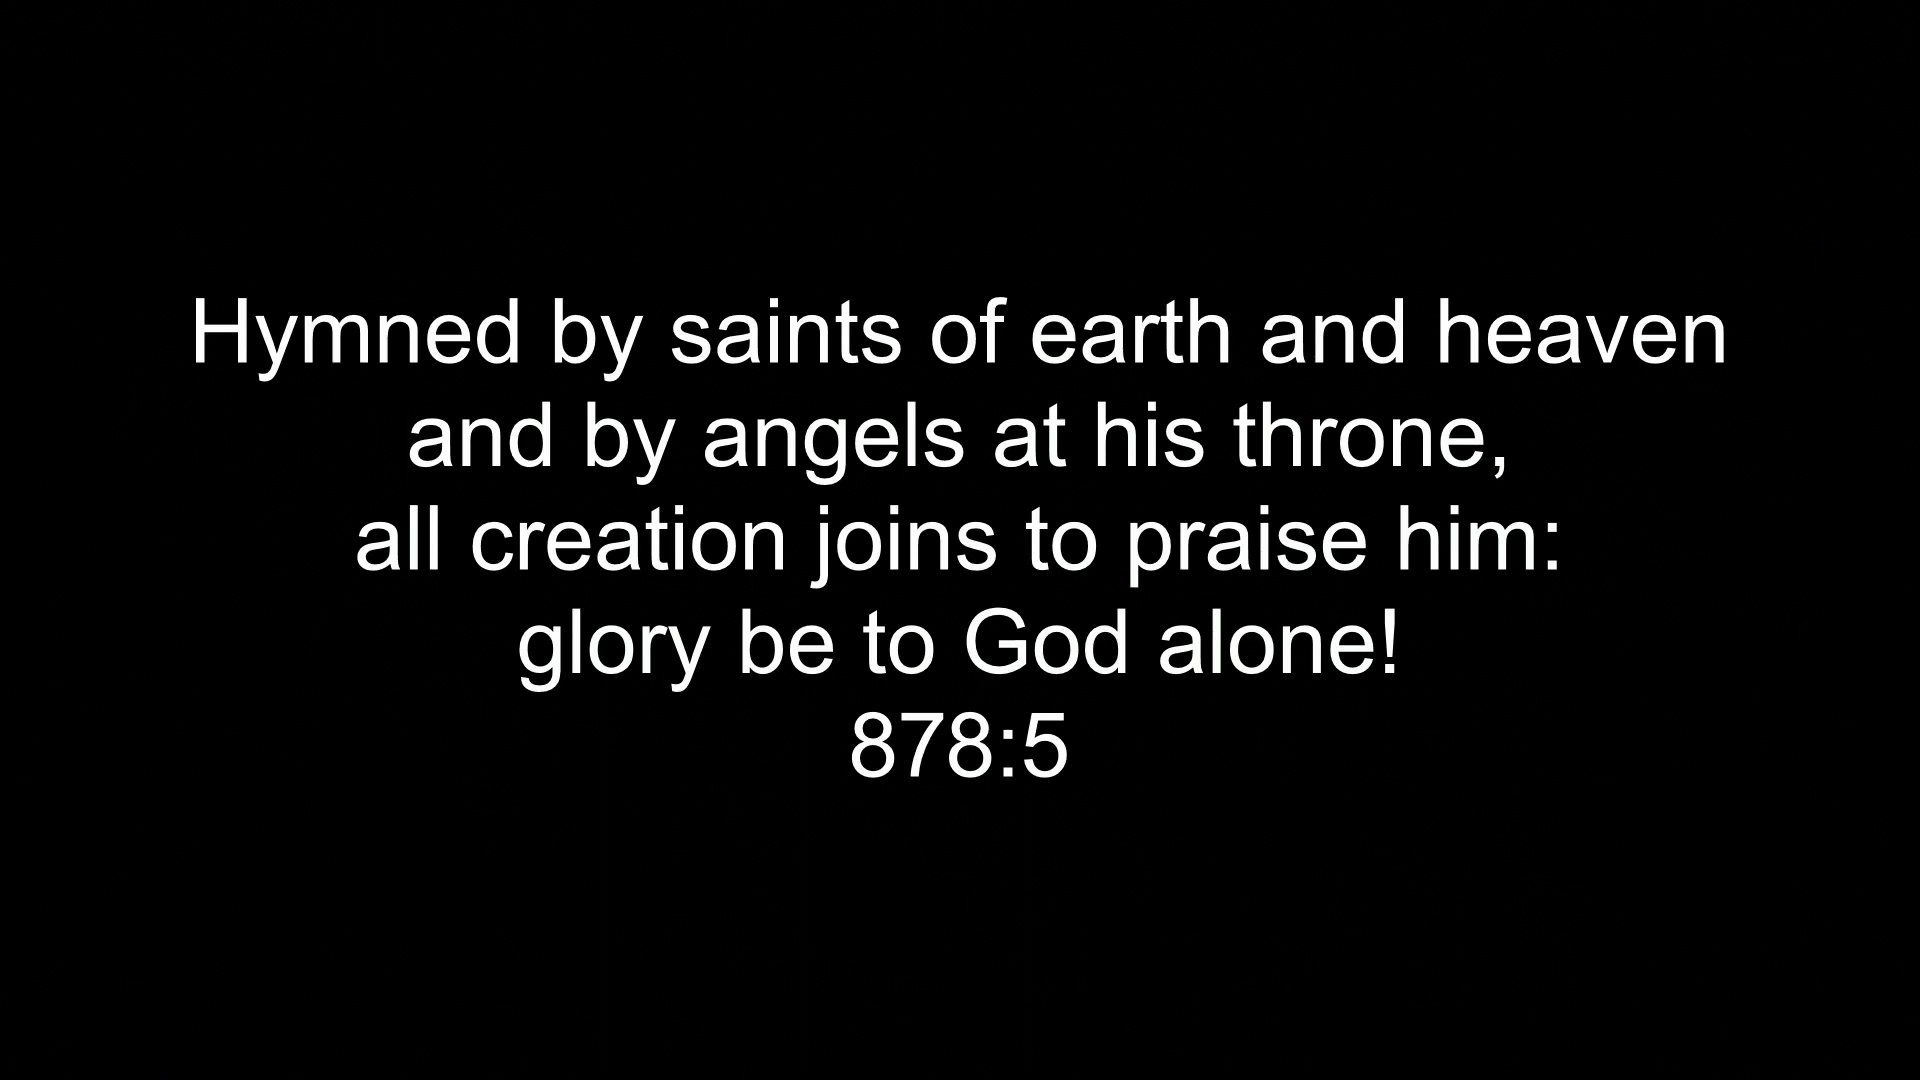 Hymned by saints of earth and heaven
and by angels at his throne,
all creation joins to praise him:
glory be to God alone!
878:5